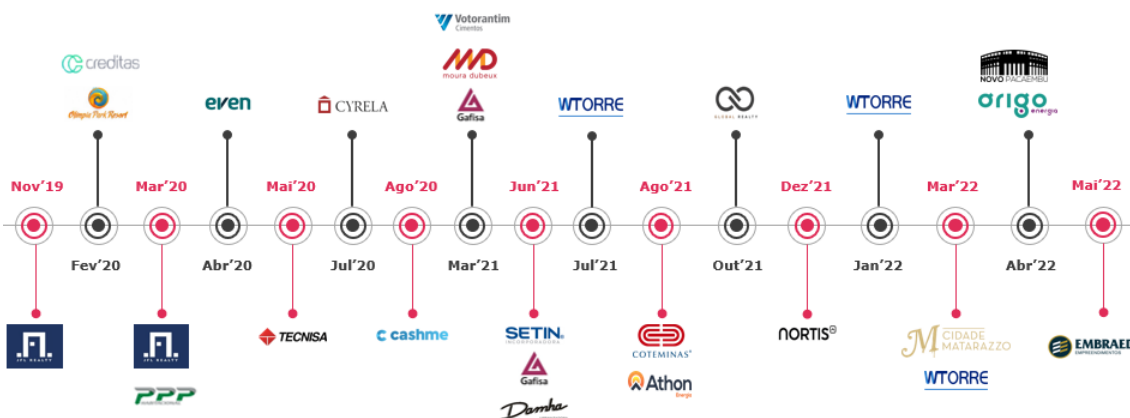 Votorantim
Cimentos
creditas
moura dubeux
NOVO PACAEMBU
Olimpia Park Resort
even
CYRELA
Gafisa
WTORRE
GLOBAL REALTY
WTORRE
origo
energia
Nov'19
Mar'20
Mai'20
Ago'20
Jun'21
Ago'21
Dez'21
Mar'22
Mai'22
Fev'20
Abr'20
Jul'20
Mar'21
Jul'21
Out'21
Jan'22
Abr'22
JFL REALTY
JFL REALTY
TECNISA
cashme
SETIN
INCORPORADORA
COTEMINAS
NORTIS
M CIDADE
MATARAZZO
EMBRAED
EMPREENDIMENTOS
PPP
Gafisa
Athon
Energia
WTORRE
Damha